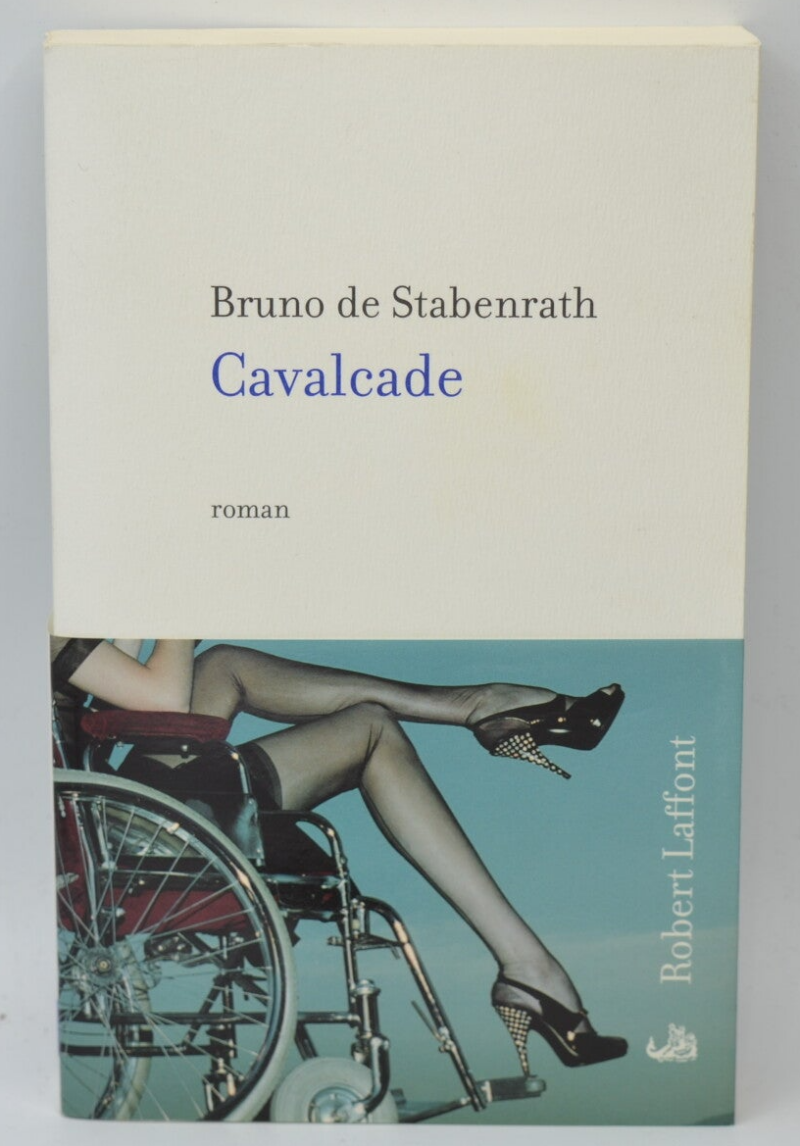 Bruno de Stabenrath
Cavalcade
roman
Robert Laffont